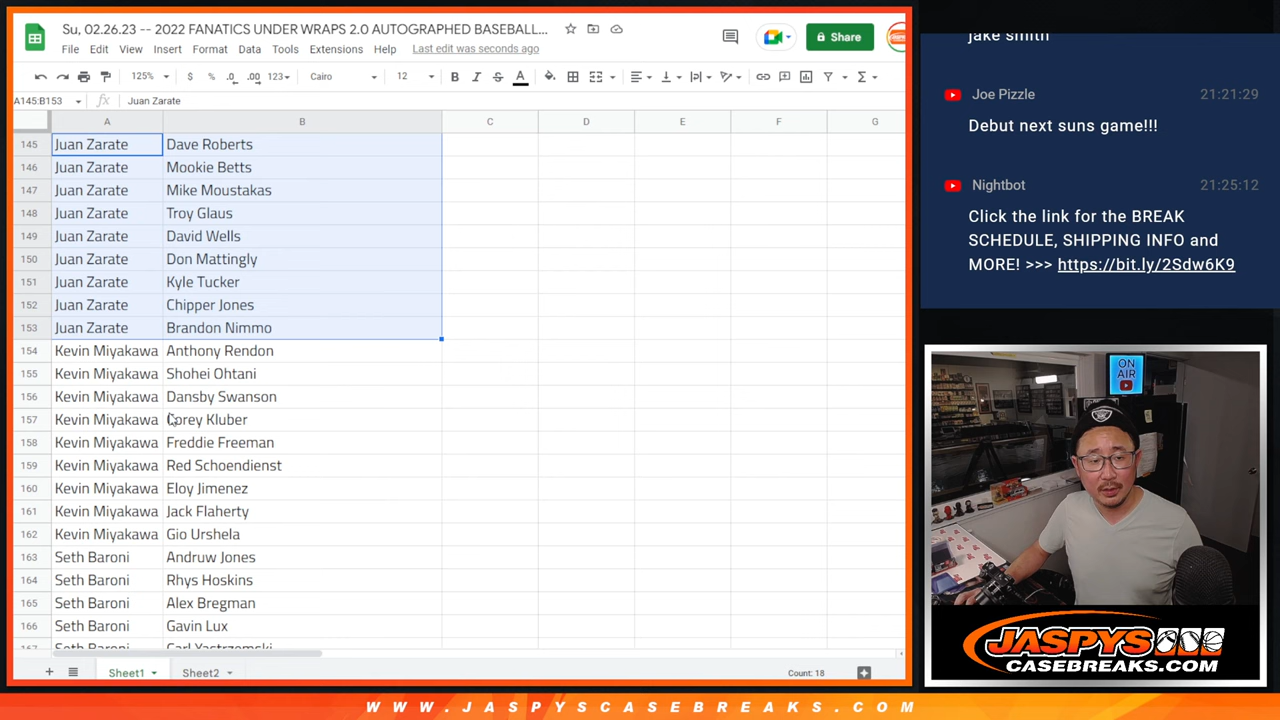 Su, 02.26.23 -- 2022 FANATICS UNDER WRAPS 2.0 AUTOGRAPHED BASEBALL...
File Edit View Insert Format Data Tools Extensions Help Last edit was seconds ago
Share
125% $ % .0 .00 123 Cairo 12 B I S A
A145:B153 fx Juan Zarate
A B C D E F G
145 Juan Zarate Dave Roberts
146 Juan Zarate Mookie Betts
147 Juan Zarate Mike Moustakas
148 Juan Zarate Troy Glaus
149 Juan Zarate David Wells
150 Juan Zarate Don Mattingly
151 Juan Zarate Kyle Tucker
152 Juan Zarate Chipper Jones
153 Juan Zarate Brandon Nimmo
154 Kevin Miyakawa Anthony Rendon
155 Kevin Miyakawa Shohei Ohtani
156 Kevin Miyakawa Dansby Swanson
157 Kevin Miyakawa Corey Kluber
158 Kevin Miyakawa Freddie Freeman
159 Kevin Miyakawa Red Schoendienst
160 Kevin Miyakawa Eloy Jimenez
161 Kevin Miyakawa Jack Flaherty
162 Kevin Miyakawa Gio Urshela
163 Seth Baroni Andruw Jones
164 Seth Baroni Rhys Hoskins
165 Seth Baroni Alex Bregman
166 Seth Baroni Gavin Lux
167 Seth Baroni Carl Yastrzemski
Sheet1 Sheet2 Count: 18
jake smith
Joe Pizzle 21:21:29
Debut next suns game!!!
Nightbot 21:25:12
Click the link for the BREAK
SCHEDULE, SHIPPING INFO and
MORE! >>> https://bit.ly/2Sdw6K9
ON
AIR
JASPYS
CASEBREAKS.COM
WWW.JASPYSCASEBREAKS.COM